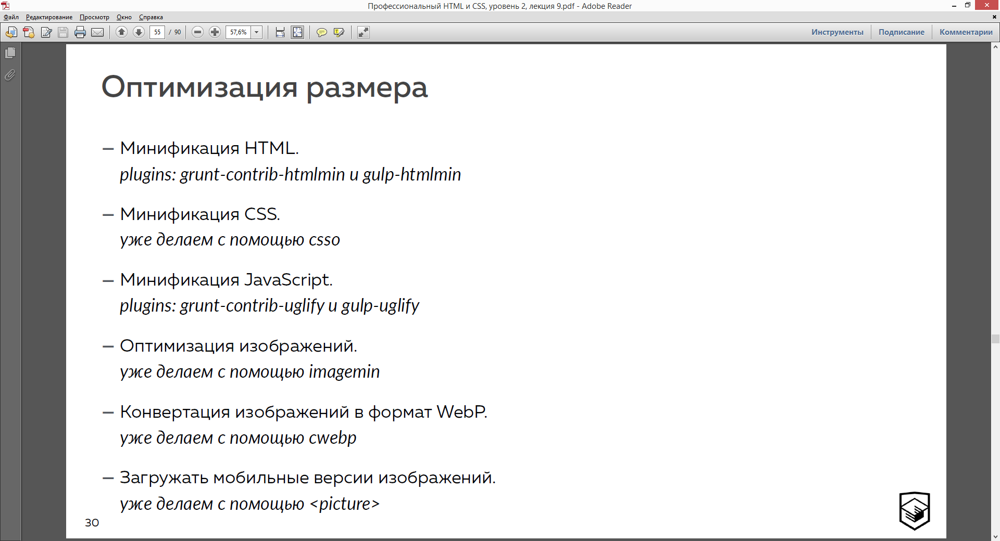 Профессиональный HTML и CSS, уровень 2, лекция 9.pdf - Adobe Reader
Файл Редактирование Просмотр Окно Справка
55 / 90 57,6% Инструменты Подписание Комментарии
Оптимизация размера
— Минификация HTML.
plugins: grunt-contrib-htmlmin и gulp-htmlmin
— Минификация CSS.
уже делаем с помощью csso
— Минификация JavaScript.
plugins: grunt-contrib-uglify и gulp-uglify
— Оптимизация изображений.
уже делаем с помощью imagemin
— Конвертация изображений в формат WebP.
уже делаем с помощью cwebp
— Загружать мобильные версии изображений.
уже делаем с помощью <picture>
30